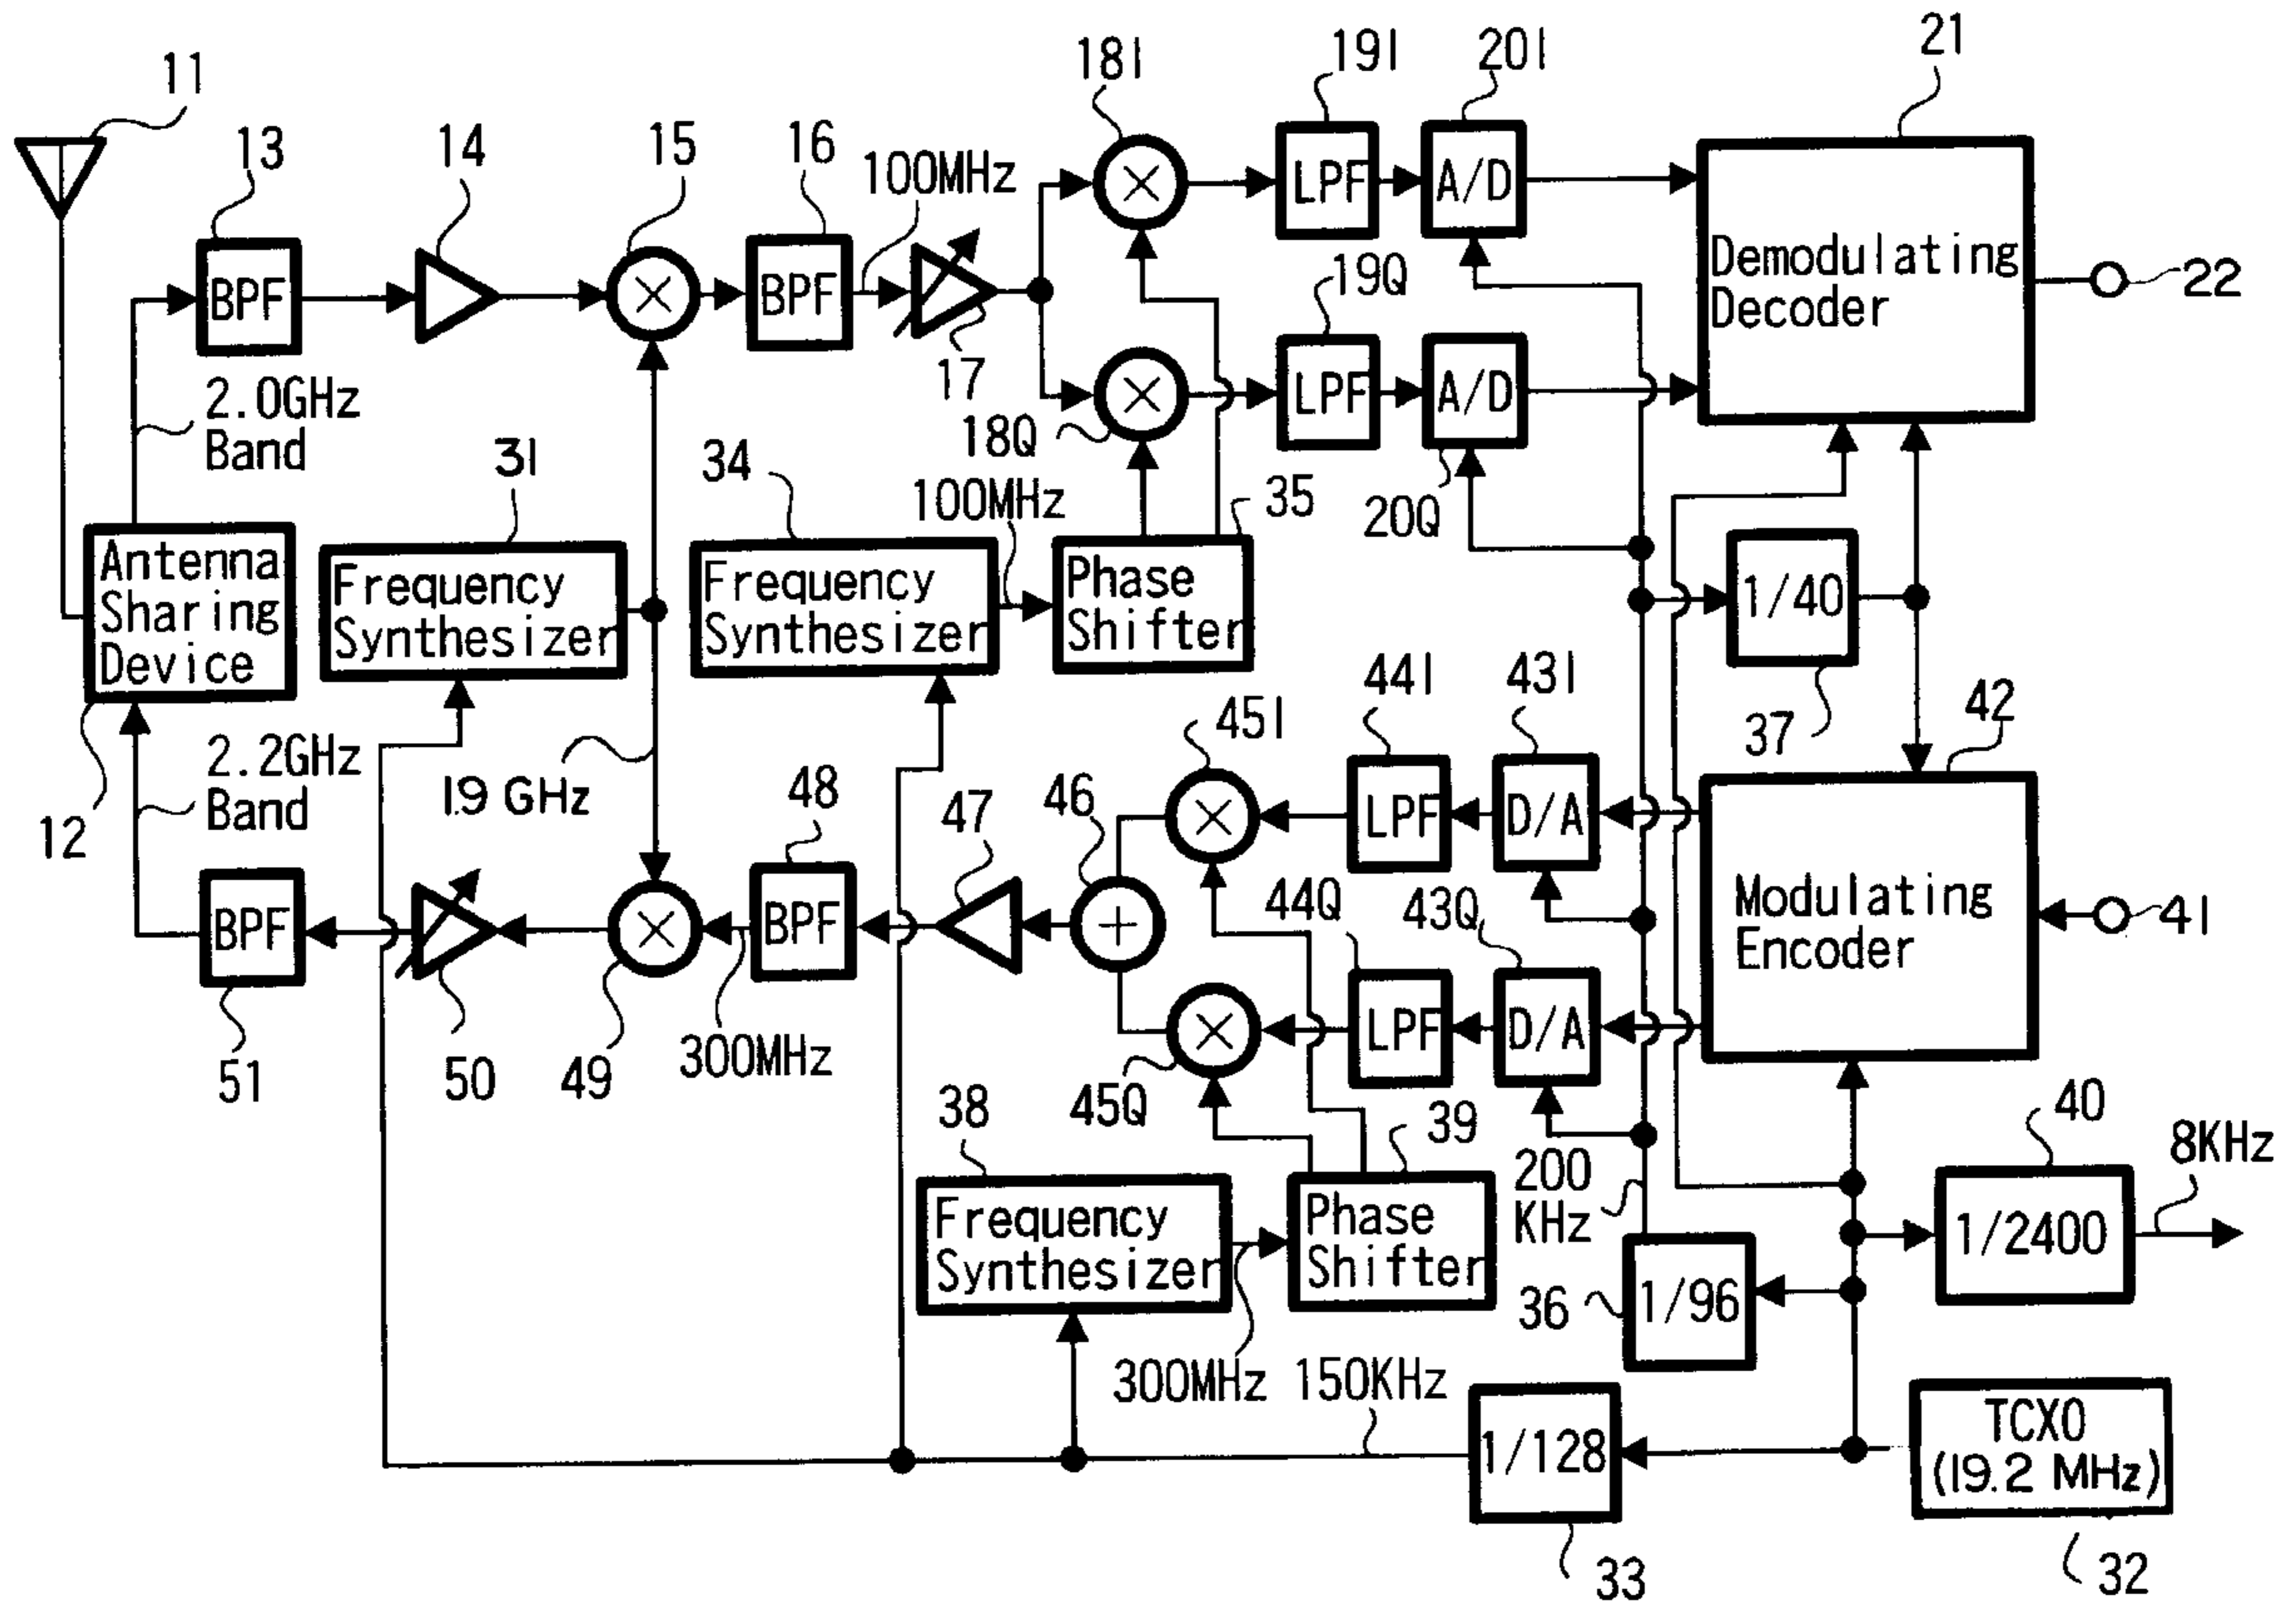 11
13
14
15
16
100MHz
18I
19I
20I
21
BPF
BPF
LPF
A/D
Demodulating
Decoder
22
17
19Q
LPF
A/D
2.0GHz
Band
18Q
20Q
31
34
100MHz
35
Antenna
Sharing
Device
Frequency
Synthesizer
Frequency
Synthesizer
Phase
Shifter
1/40
37
12
2.2GHz
Band
1.9 GHz
48
47
46
45I
44I
43I
42
LPF
D/A
BPF
BPF
44Q
43Q
Modulating
Encoder
41
LPF
D/A
51
50
49
300MHz
45Q
38
39
40
8KHz
Frequency
Synthesizer
Phase
Shifter
200
KHz
1/2400
36
1/96
300MHz
150KHz
1/128
TCXO
(19.2 MHz)
33
32